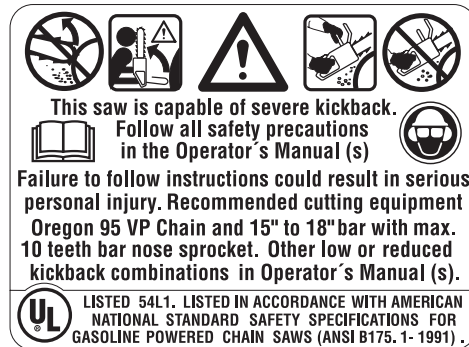 This saw is capable of severe kickback.
Follow all safety precautions
in the Operator´s Manual (s)
Failure to follow instructions could result in serious
personal injury. Recommended cutting equipment
Oregon 95 VP Chain and 15" to 18" bar with max.
10 teeth bar nose sprocket. Other low or reduced
kickback combinations in Operator´s Manual (s).
UL
LISTED 54L1. LISTED IN ACCORDANCE WITH AMERICAN
NATIONAL STANDARD SAFETY SPECIFICATIONS FOR
GASOLINE POWERED CHAIN SAWS (ANSI B175. 1- 1991) .